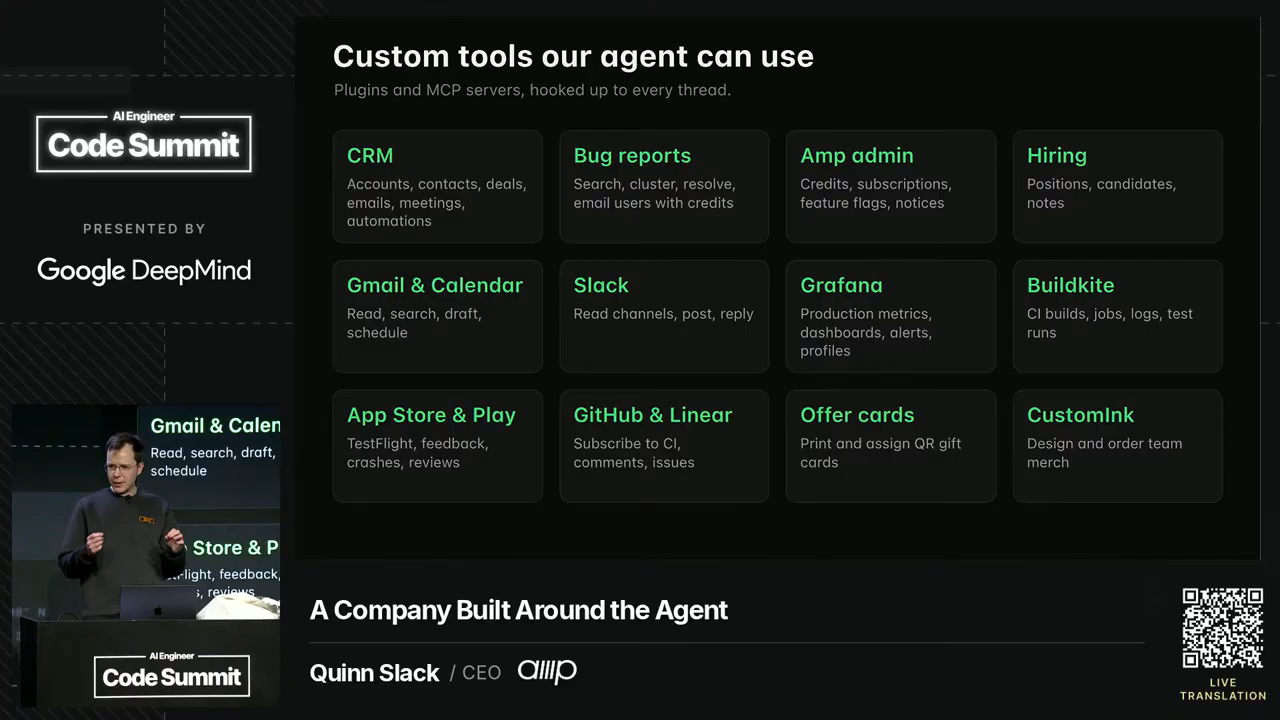 AI Engineer
Code Summit
PRESENTED BY
Google DeepMind
Custom tools our agent can use
Plugins and MCP servers, hooked up to every thread.
CRM
Accounts, contacts, deals,
emails, meetings,
automations
Bug reports
Search, cluster, resolve,
email users with credits
Amp admin
Credits, subscriptions,
feature flags, notices
Hiring
Positions, candidates,
notes
Gmail & Calendar
Read, search, draft,
schedule
Slack
Read channels, post, reply
Grafana
Production metrics,
dashboards, alerts,
profiles
Buildkite
CI builds, jobs, logs, test
runs
App Store & Play
TestFlight, feedback,
crashes, reviews
GitHub & Linear
Subscribe to CI,
comments, issues
Offer cards
Print and assign QR gift
cards
CustomInk
Design and order team
merch
Gmail & Calen
Read, search, draft,
schedule
Store & P
light, feedback,
s, reviews
AI Engineer
Code Summit
A Company Built Around the Agent
Quinn Slack / CEO amp
LIVE
TRANSLATION